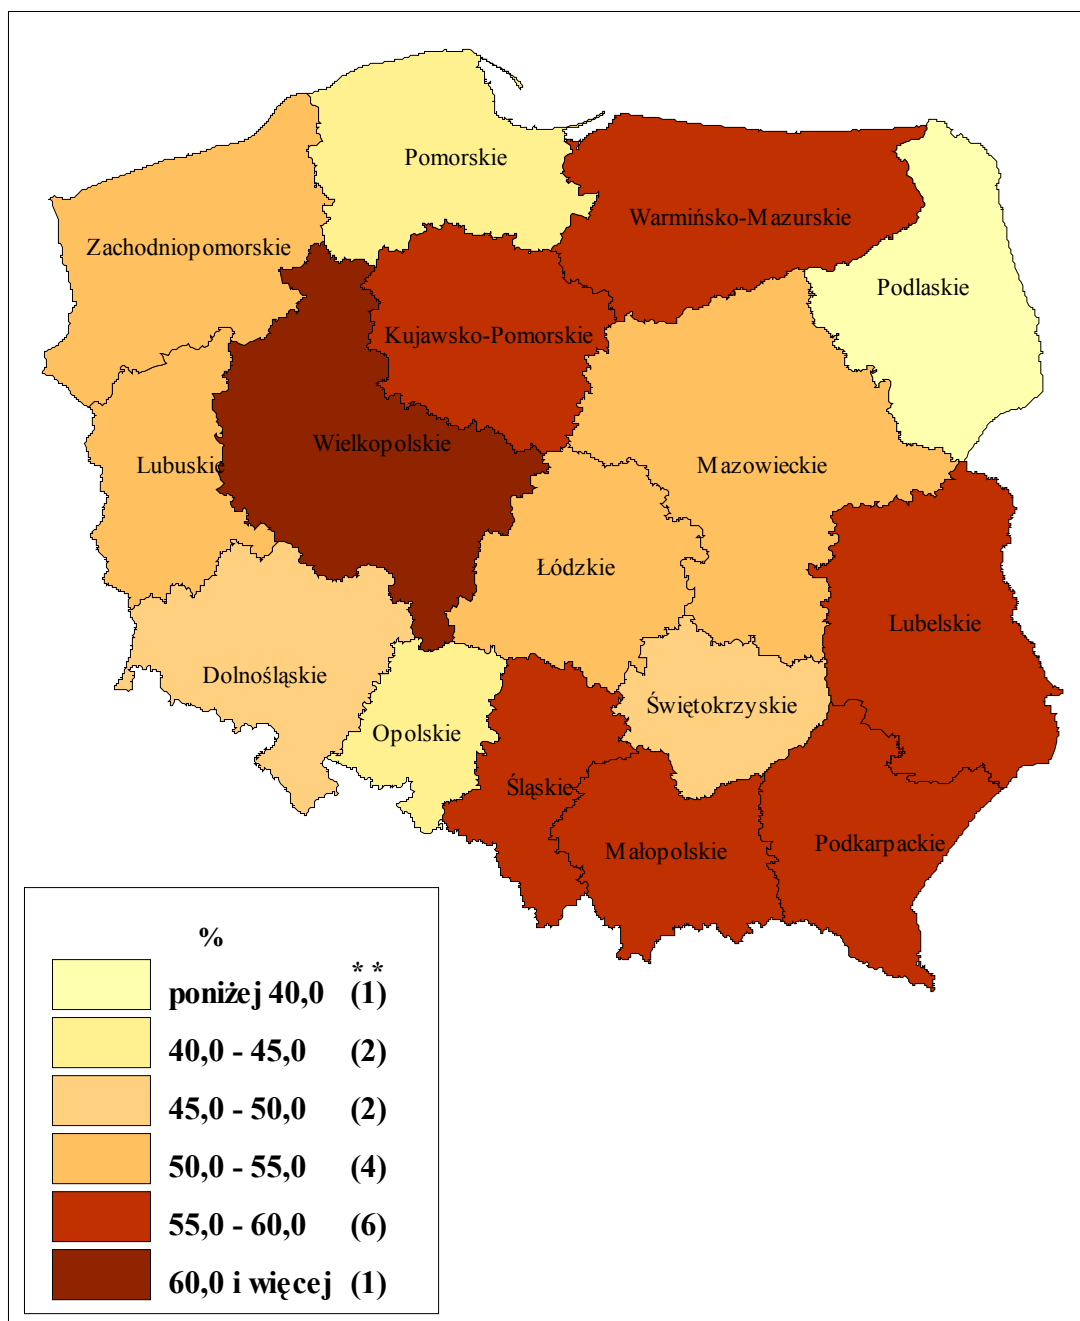 Pomorskie
Warmińsko-Mazurskie
Zachodniopomorskie
Podlaskie
Kujawsko-Pomorskie
Wielkopolskie
Lubuskie
Mazowieckie
Łódzkie
Lubelskie
Dolnośląskie
Świętokrzyskie
Opolskie
Śląskie
Małopolskie
Podkarpackie
%
* *
poniżej 40,0 (1)
40,0 - 45,0 (2)
45,0 - 50,0 (2)
50,0 - 55,0 (4)
55,0 - 60,0 (6)
60,0 i więcej (1)